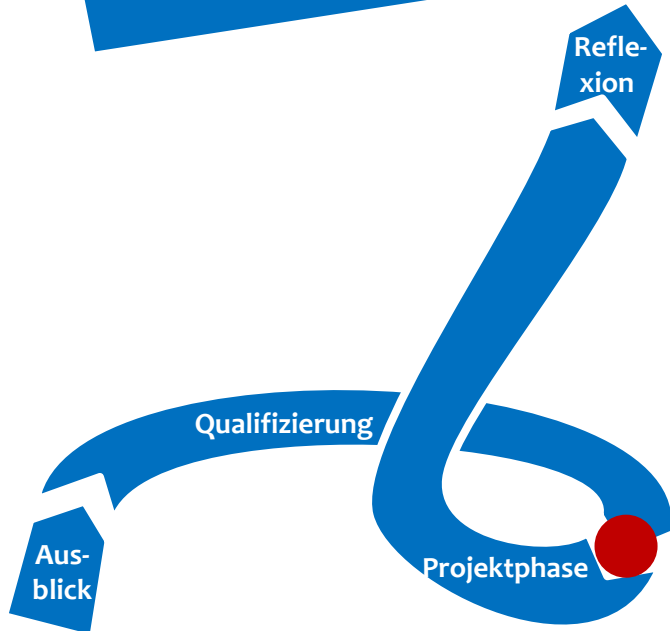 Refle-
xion
Qualifizierung
Aus-
blick
Projektphase